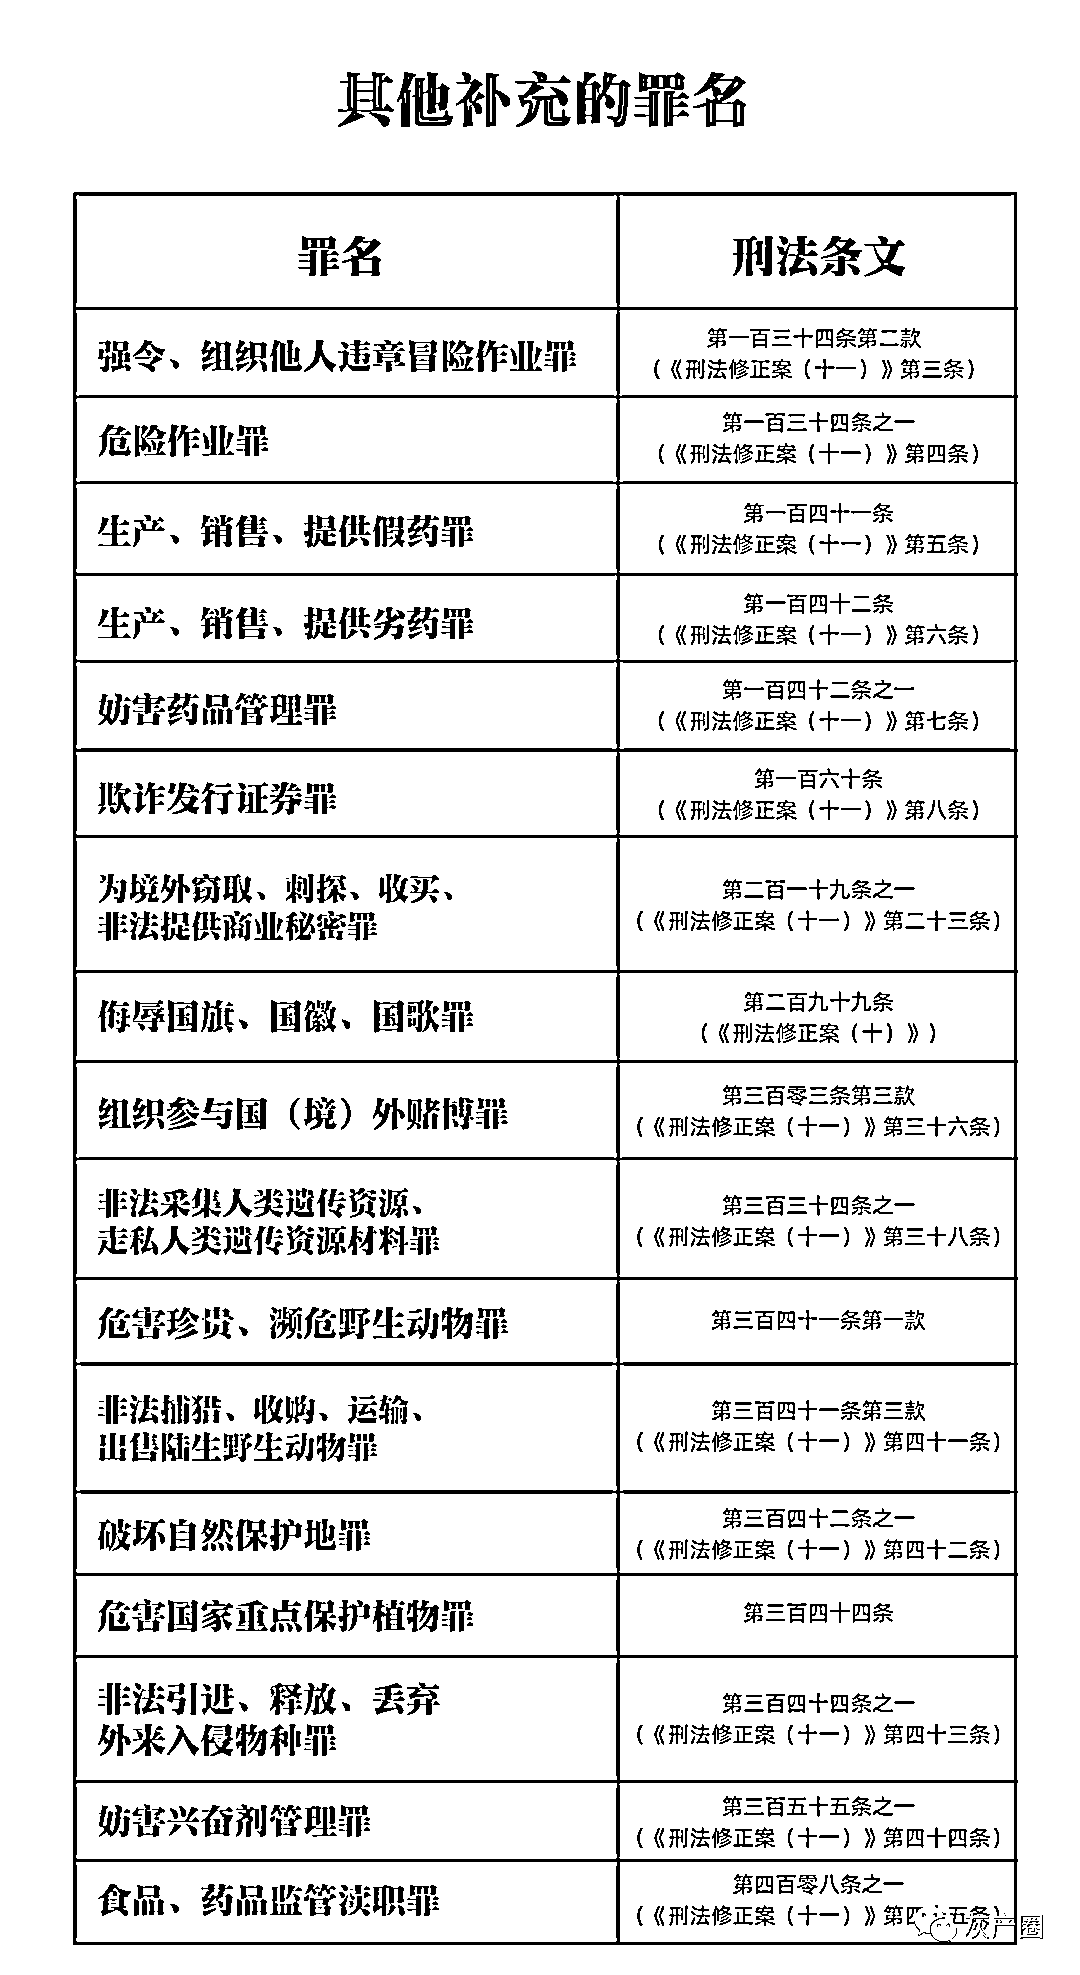 其他补充的罪名
罪名
刑法条文
强令、组织他人违章冒险作业罪
第一百三十四条第二款
（《刑法修正案（十一）》第三条）
危险作业罪
第一百三十四条之一
（《刑法修正案（十一）》第四条）
生产、销售、提供假药罪
第一百四十一条
（《刑法修正案（十一）》第五条）
生产、销售、提供劣药罪
第一百四十二条
（《刑法修正案（十一）》第六条）
妨害药品管理罪
第一百四十二条之一
（《刑法修正案（十一）》第七条）
欺诈发行证券罪
第一百六十条
（《刑法修正案（十一）》第八条）
为境外窃取、刺探、收买、
非法提供商业秘密罪
第二百一十九条之一
（《刑法修正案（十一）》第二十三条）
侮辱国旗、国徽、国歌罪
第二百九十九条
（《刑法修正案（十）》）
组织参与国（境）外赌博罪
第三百零三条第三款
（《刑法修正案（十一）》第三十六条）
非法采集人类遗传资源、
走私人类遗传资源材料罪
第三百三十四条之一
（《刑法修正案（十一）》第三十八条）
危害珍贵、濒危野生动物罪
第三百四十一条第一款
非法捕猎、收购、运输、
出售陆生野生动物罪
第三百四十一条第三款
（《刑法修正案（十一）》第四十一条）
破坏自然保护地罪
第三百四十二条之一
（《刑法修正案（十一）》第四十二条）
危害国家重点保护植物罪
第三百四十四条
非法引进、释放、丢弃
外来入侵物种罪
第三百四十四条之一
（《刑法修正案（十一）》第四十三条）
妨害兴奋剂管理罪
第三百五十五条之一
（《刑法修正案（十一）》第四十四条）
食品、药品监管渎职罪
第四百零八条之一
（《刑法修正案（十一）》第四十五条）
灰产圈